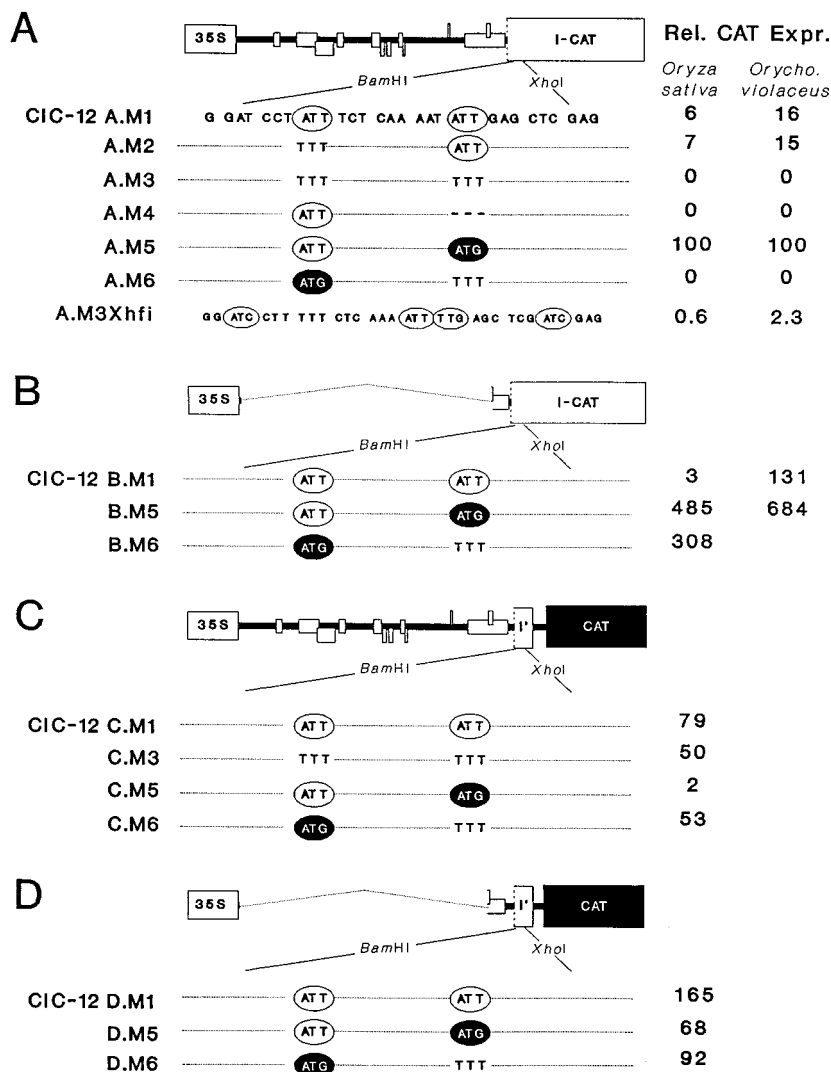 A
35S I-CAT Rel. CAT Expr.
BamHI XhoI Oryza sativa Orycho. violaceus
CIC-12 A.M1 G GAT CCT ATT TCT CAA AAT ATT GAG CTC GAG 6 16
A.M2 TTT ATT 7 15
A.M3 TTT TTT 0 0
A.M4 ATT --- 0 0
A.M5 ATT ATG 100 100
A.M6 ATG TTT 0 0
A.M3Xhfi GG ATC CTT TTT CTC AAA ATT TTG AGC TCG ATC GAG 0.6 2.3
B
35S I-CAT
BamHI XhoI
CIC-12 B.M1 ATT ATT 3 131
B.M5 ATT ATG 485 684
B.M6 ATG TTT 308
C
35S I' CAT
BamHI XhoI
CIC-12 C.M1 ATT ATT 79
C.M3 TTT TTT 50
C.M5 ATT ATG 2
C.M6 ATG TTT 53
D
35S I' CAT
BamHI XhoI
CIC-12 D.M1 ATT ATT 165
D.M5 ATT ATG 68
D.M6 ATG TTT 92